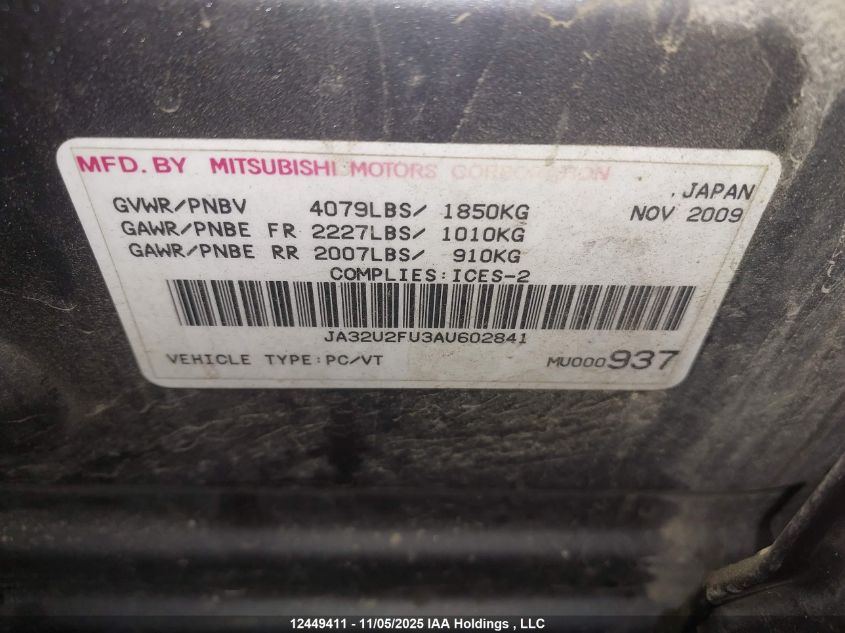 MFD. BY MITSUBISHI MOTORS CORPORATION
, JAPAN
GVWR/PNBV 4079LBS/ 1850KG NOV 2009
GAWR/PNBE FR 2227LBS/ 1010KG
GAWR/PNBE RR 2007LBS/ 910KG
COMPLIES:ICES-2
JA32U2FU3AU602841
VEHICLE TYPE:PC/VT MU000937
12449411 - 11/05/2025 IAA Holdings , LLC